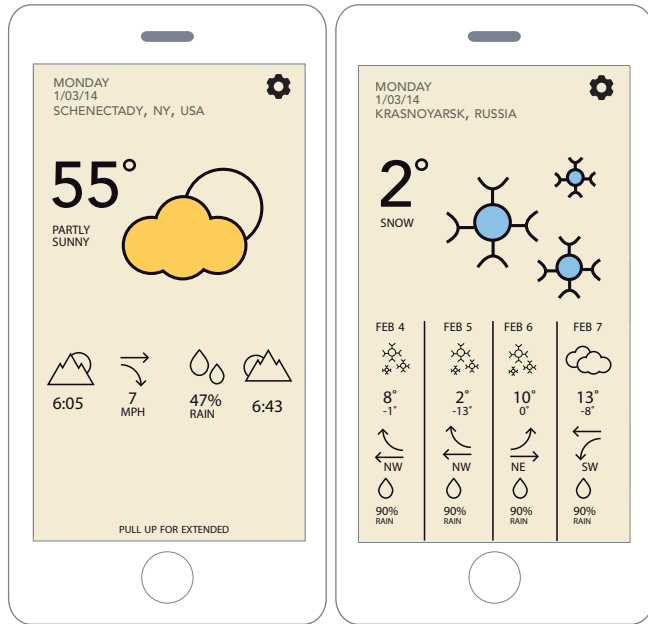 MONDAY
1/03/14
SCHENECTADY, NY, USA
55°
PARTLY
SUNNY
6:05
7
MPH
47%
RAIN
6:43
PULL UP FOR EXTENDED
MONDAY
1/03/14
KRASNOYARSK, RUSSIA
2°
SNOW
FEB 4
8°
-1°
NW
90%
RAIN
FEB 5
2°
-13°
NW
90%
RAIN
FEB 6
10°
0°
NE
90%
RAIN
FEB 7
13°
-8°
SW
90%
RAIN